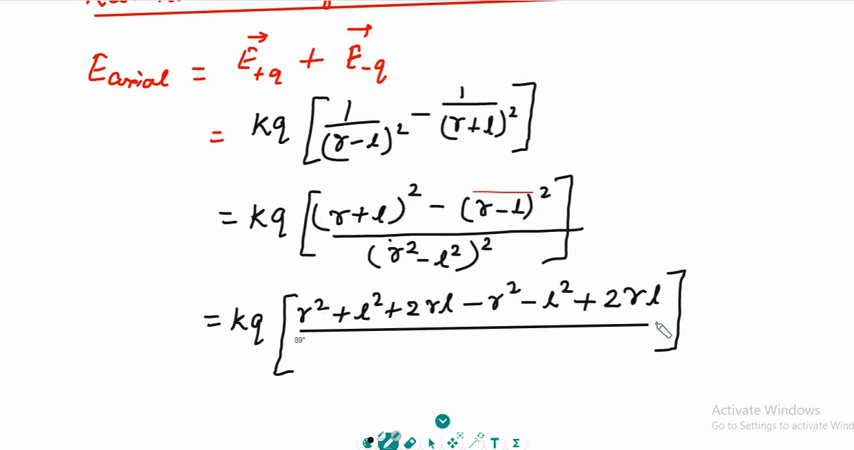 E_axial = E⃗_+q + E⃗_-q
= kq [ 1/(r-l)² - 1/(r+l)² ]
= kq [ (r+l)² - (r-l)² / (r²-l²)² ]
= kq [ r²+l²+2rl-r²-l²+2rl ]
89°
T Σ
Activate Windows
Go to Settings to activate Wind